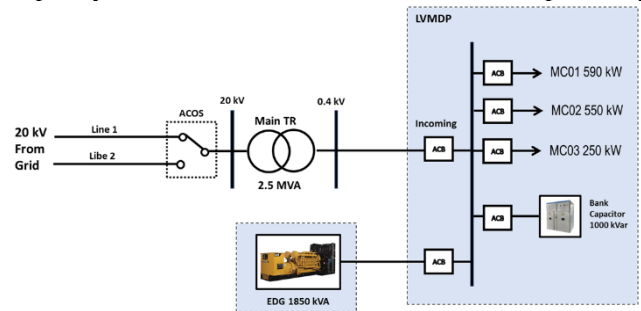 LVMDP
20 kV
From
Grid
Line 1
Libe 2
ACOS
20 kV
Main TR
2.5 MVA
0.4 kV
Incoming
ACB
ACB
MC01 590 kW
ACB
MC02 550 kW
ACB
MC03 250 kW
ACB
Bank
Capacitor
1000 kVar
ACB
EDG 1850 kVA